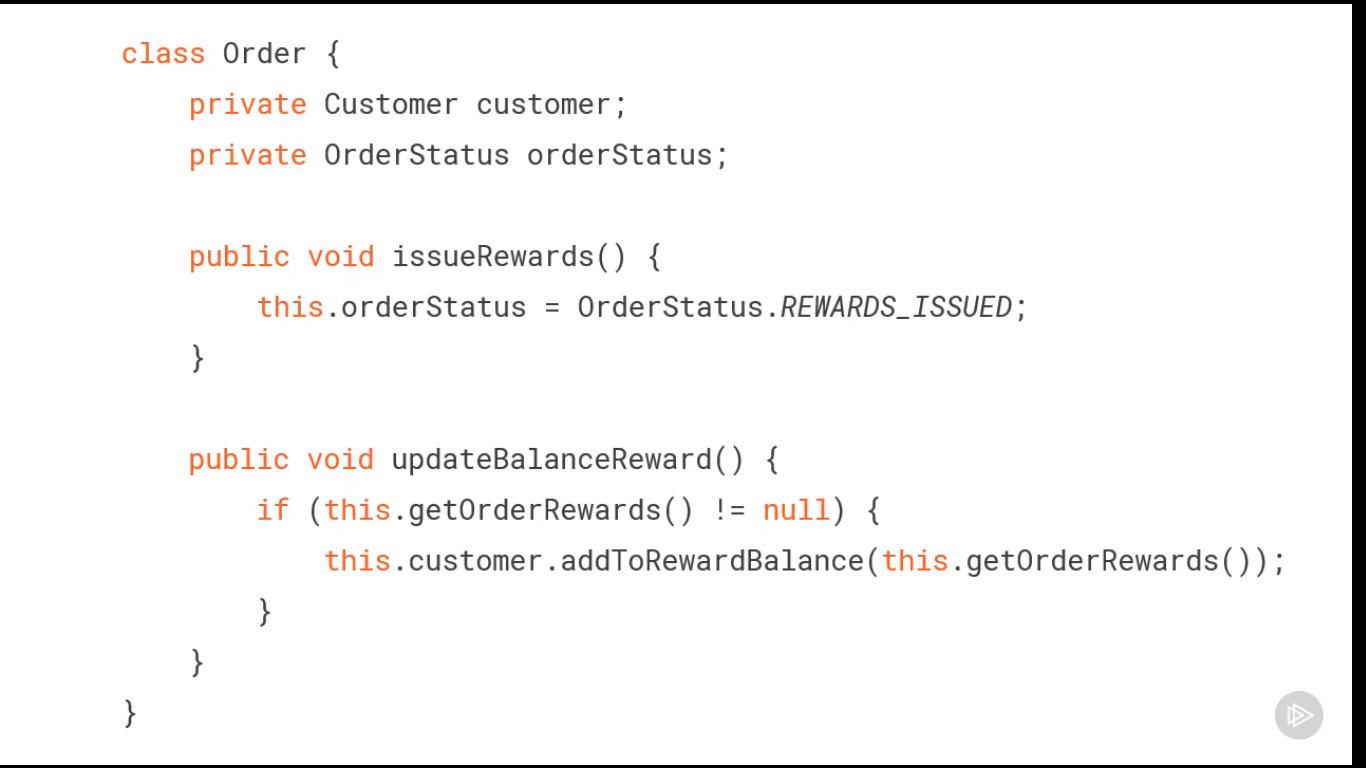 class Order {
    private Customer customer;
    private OrderStatus orderStatus;

    public void issueRewards() {
        this.orderStatus = OrderStatus.REWARDS_ISSUED;
    }

    public void updateBalanceReward() {
        if (this.getOrderRewards() != null) {
            this.customer.addToRewardBalance(this.getOrderRewards());
        }
    }
}